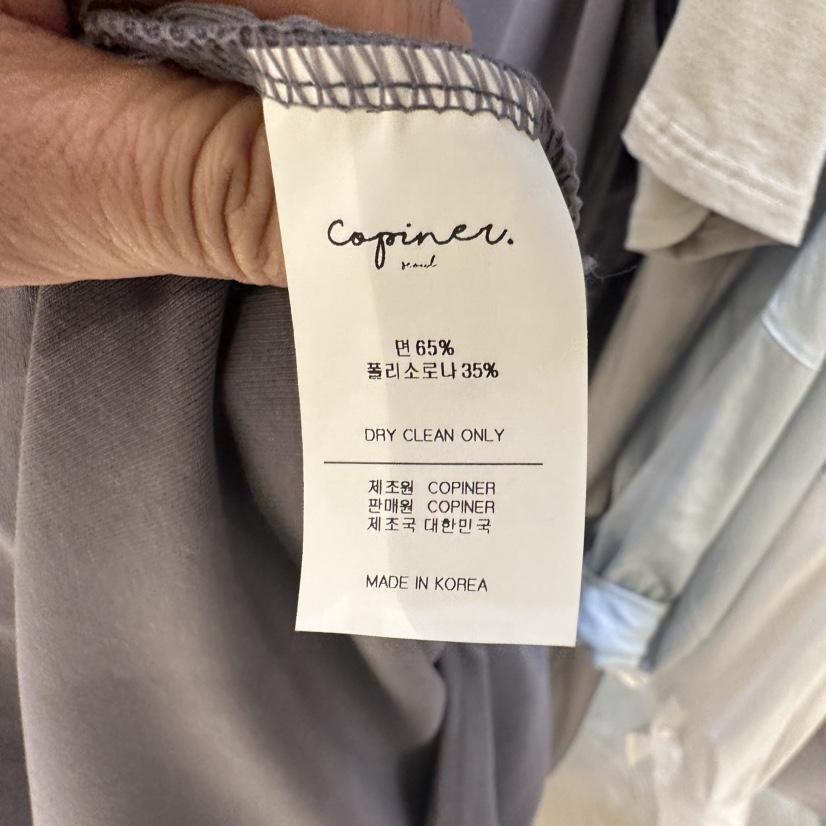 Copiner.
seoul
면 65%
폴리소로나 35%
DRY CLEAN ONLY
제조원 COPINER
판매원 COPINER
제조국 대한민국
MADE IN KOREA